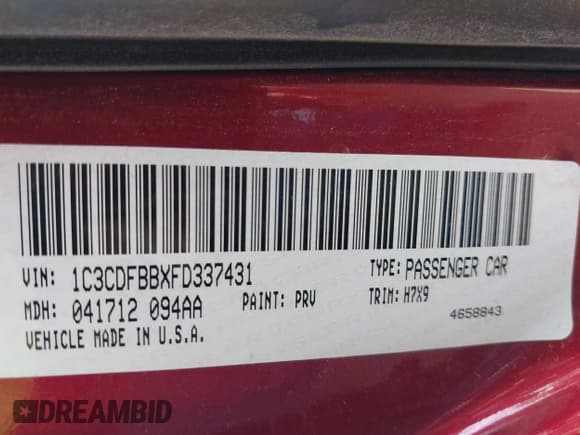 VIN: 1C3CDFBBXFD337431 TYPE: PASSENGER CAR
MDH: 041712 094AA PAINT: PRV TRIM: H7X9
VEHICLE MADE IN U.S.A. 4658843
DREAMBID